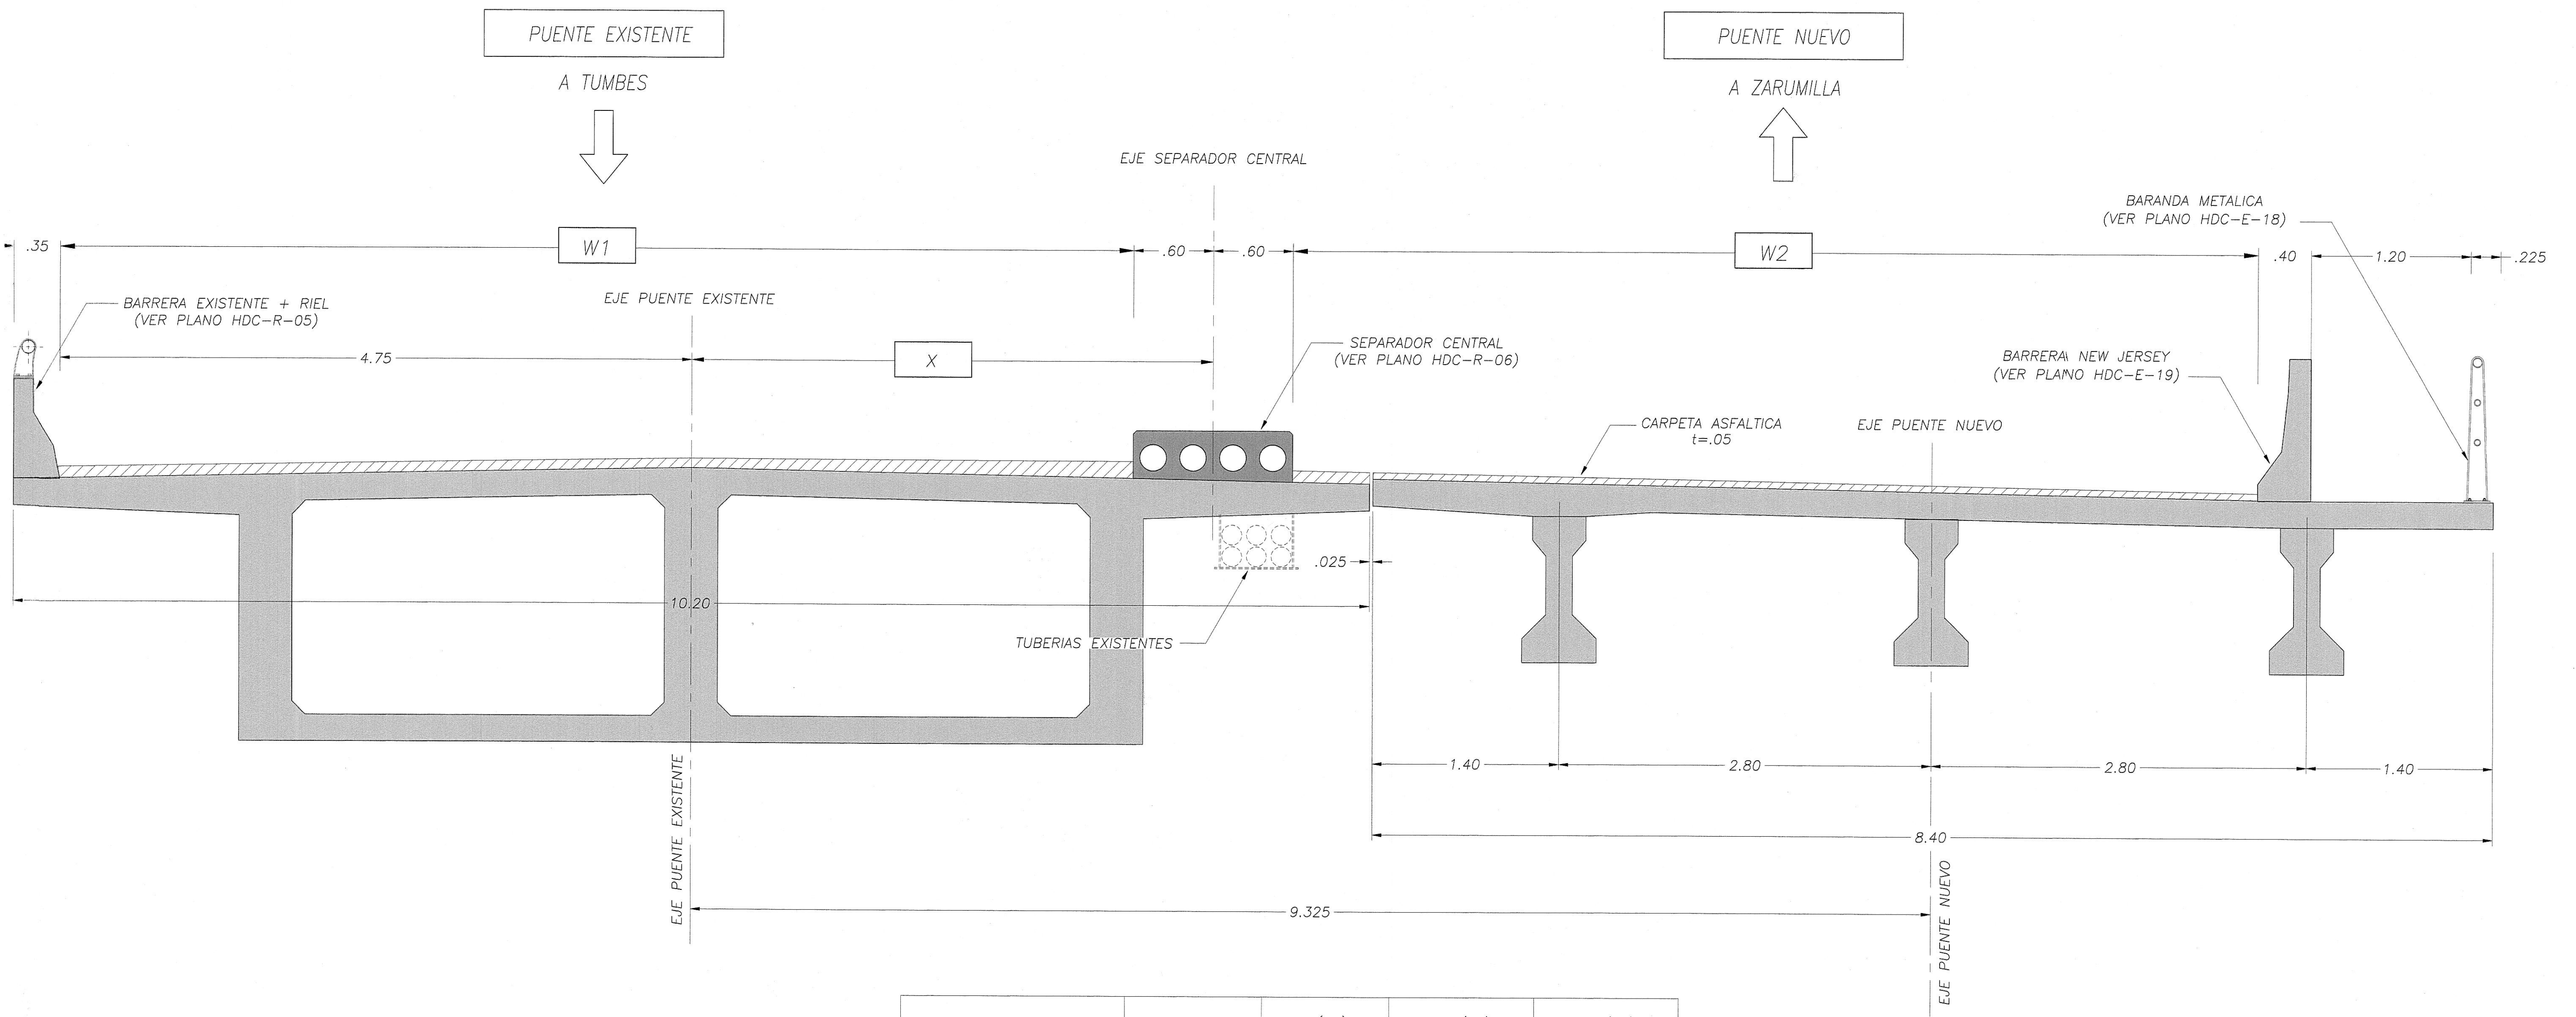 PUENTE EXISTENTE
PUENTE NUEVO
A TUMBES
A ZARUMILLA
EJE SEPARADOR CENTRAL
BARANDA METALICA
(VER PLANO HDC-E-18)
.35
W1
.60
.60
W2
.40
1.20
.225
BARRERA EXISTENTE + RIEL
(VER PLANO HDC-R-05)
EJE PUENTE EXISTENTE
4.75
X
SEPARADOR CENTRAL
(VER PLANO HDC-R-06)
BARRERA NEW JERSEY
(VER PLANO HDC-E-19)
CARPETA ASFALTICA
t=.05
EJE PUENTE NUEVO
.025
10.20
TUBERIAS EXISTENTES
1.40
2.80
2.80
1.40
8.40
EJE PUENTE EXISTENTE
9.325
EJE PUENTE NUEVO